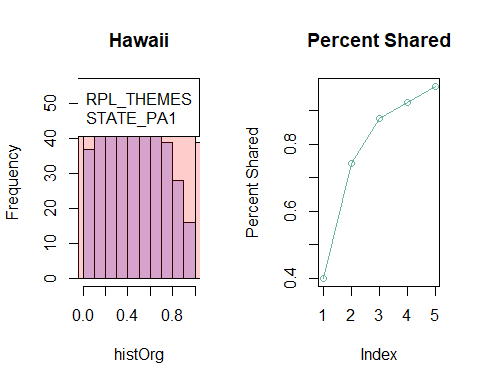 Hawaii
RPL_THEMES
STATE_PA1
Frequency
0 10 20 30 40 50
0.0 0.4 0.8
histOrg
Percent Shared
Percent Shared
0.4 0.6 0.8
1 2 3 4 5
Index